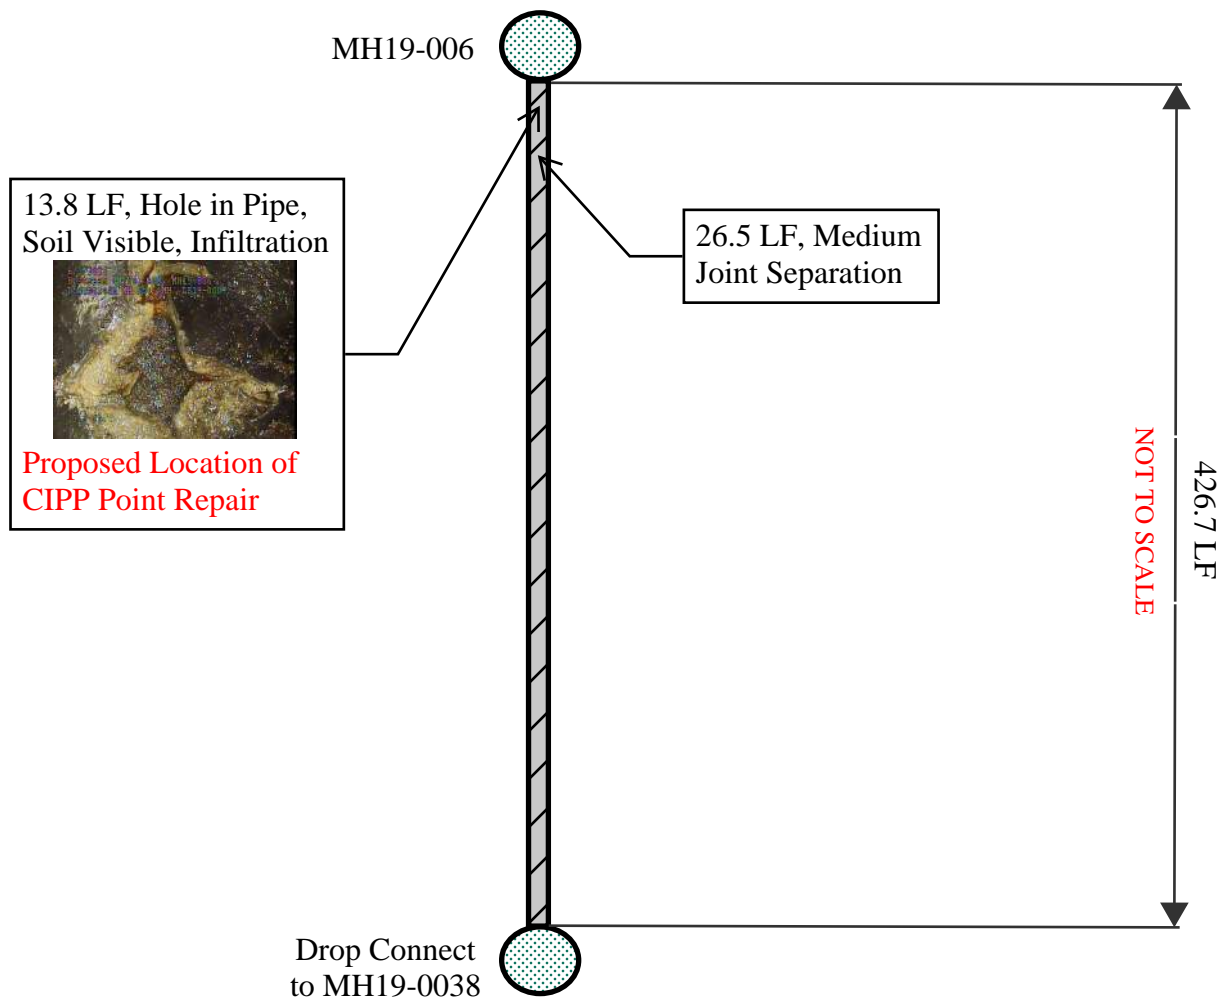 MH19-006
13.8 LF, Hole in Pipe,
Soil Visible, Infiltration
Proposed Location of
CIPP Point Repair
26.5 LF, Medium
Joint Separation
NOT TO SCALE
426.7 LF
Drop Connect
to MH19-0038